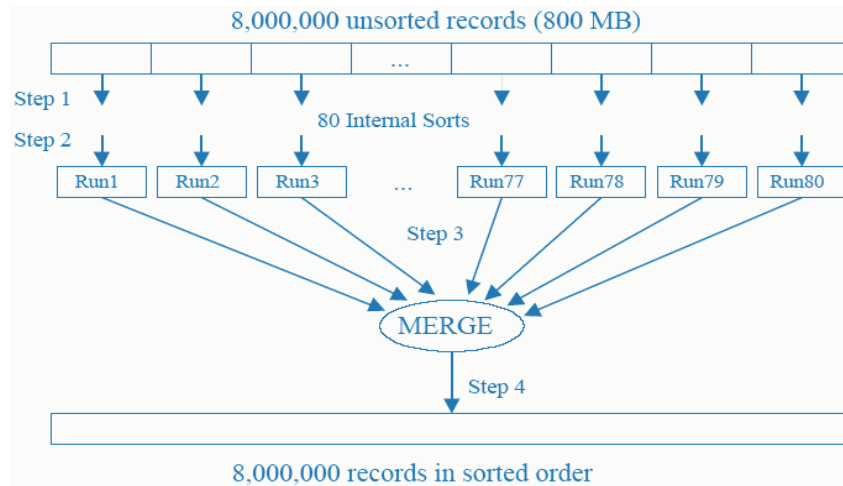 8,000,000 unsorted records (800 MB)
...
Step 1
80 Internal Sorts
Step 2
Run1 Run2 Run3 ... Run77 Run78 Run79 Run80
Step 3
MERGE
Step 4
8,000,000 records in sorted order